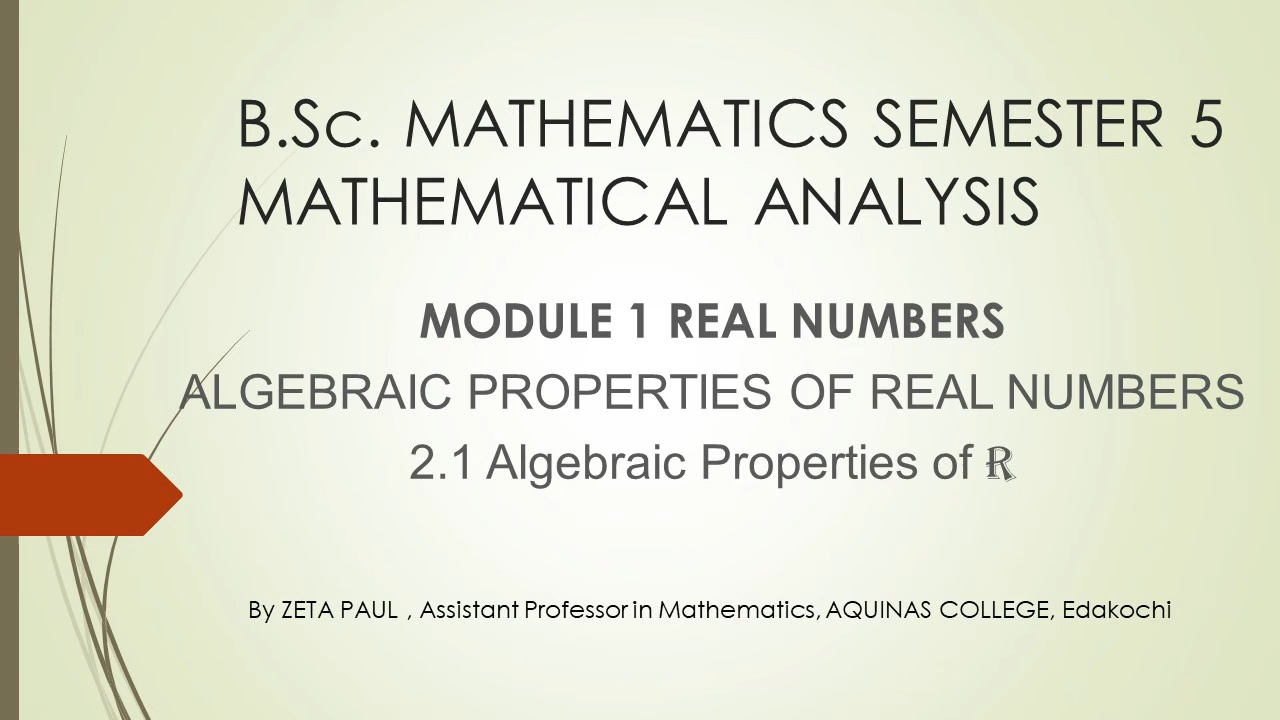 B.Sc. MATHEMATICS SEMESTER 5
MATHEMATICAL ANALYSIS
MODULE 1 REAL NUMBERS
ALGEBRAIC PROPERTIES OF REAL NUMBERS
2.1 Algebraic Properties of ℝ
By ZETA PAUL , Assistant Professor in Mathematics, AQUINAS COLLEGE, Edakochi